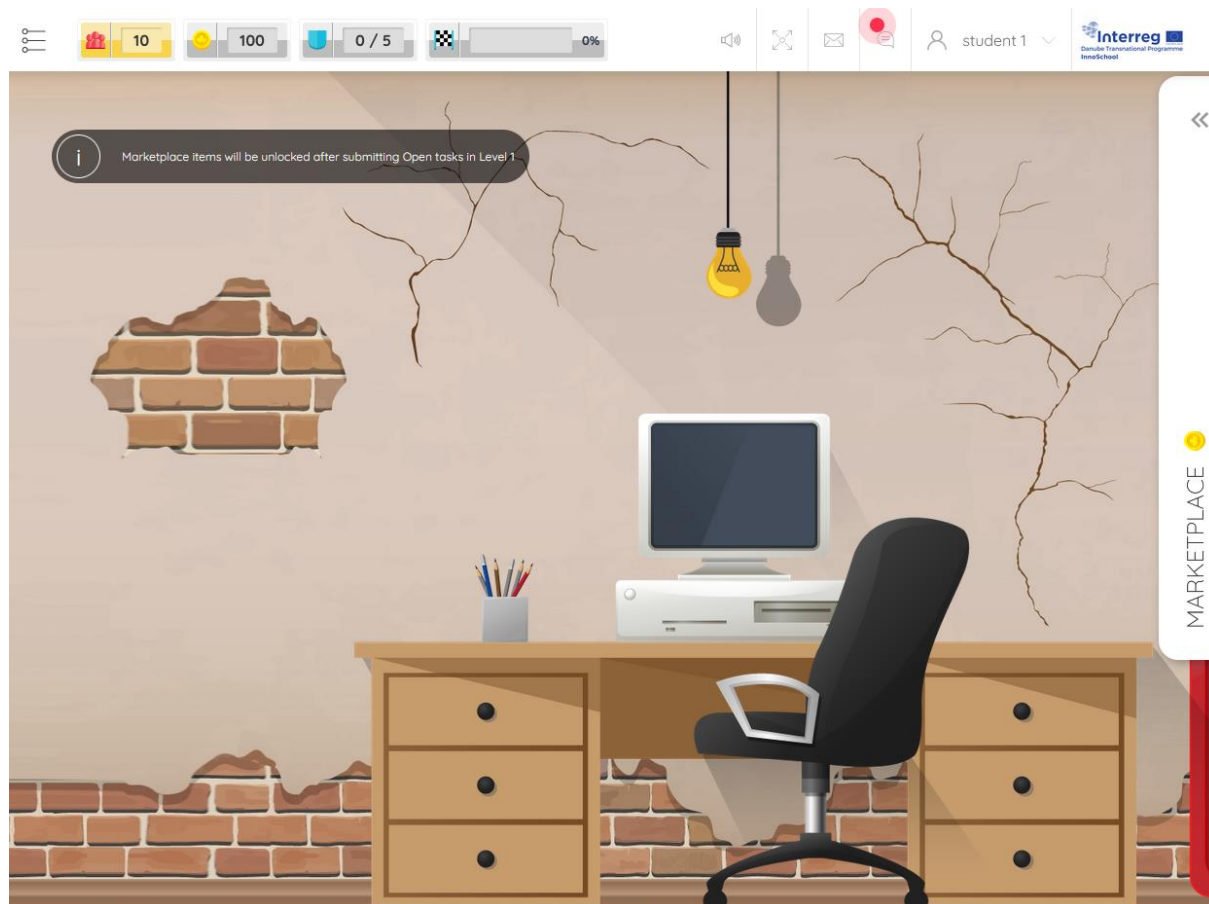 10
100
0 / 5
0%
student 1
Interreg
Danube Transnational Programme
InnoSchool
i
Marketplace items will be unlocked after submitting Open tasks in Level 1
MARKETPLACE